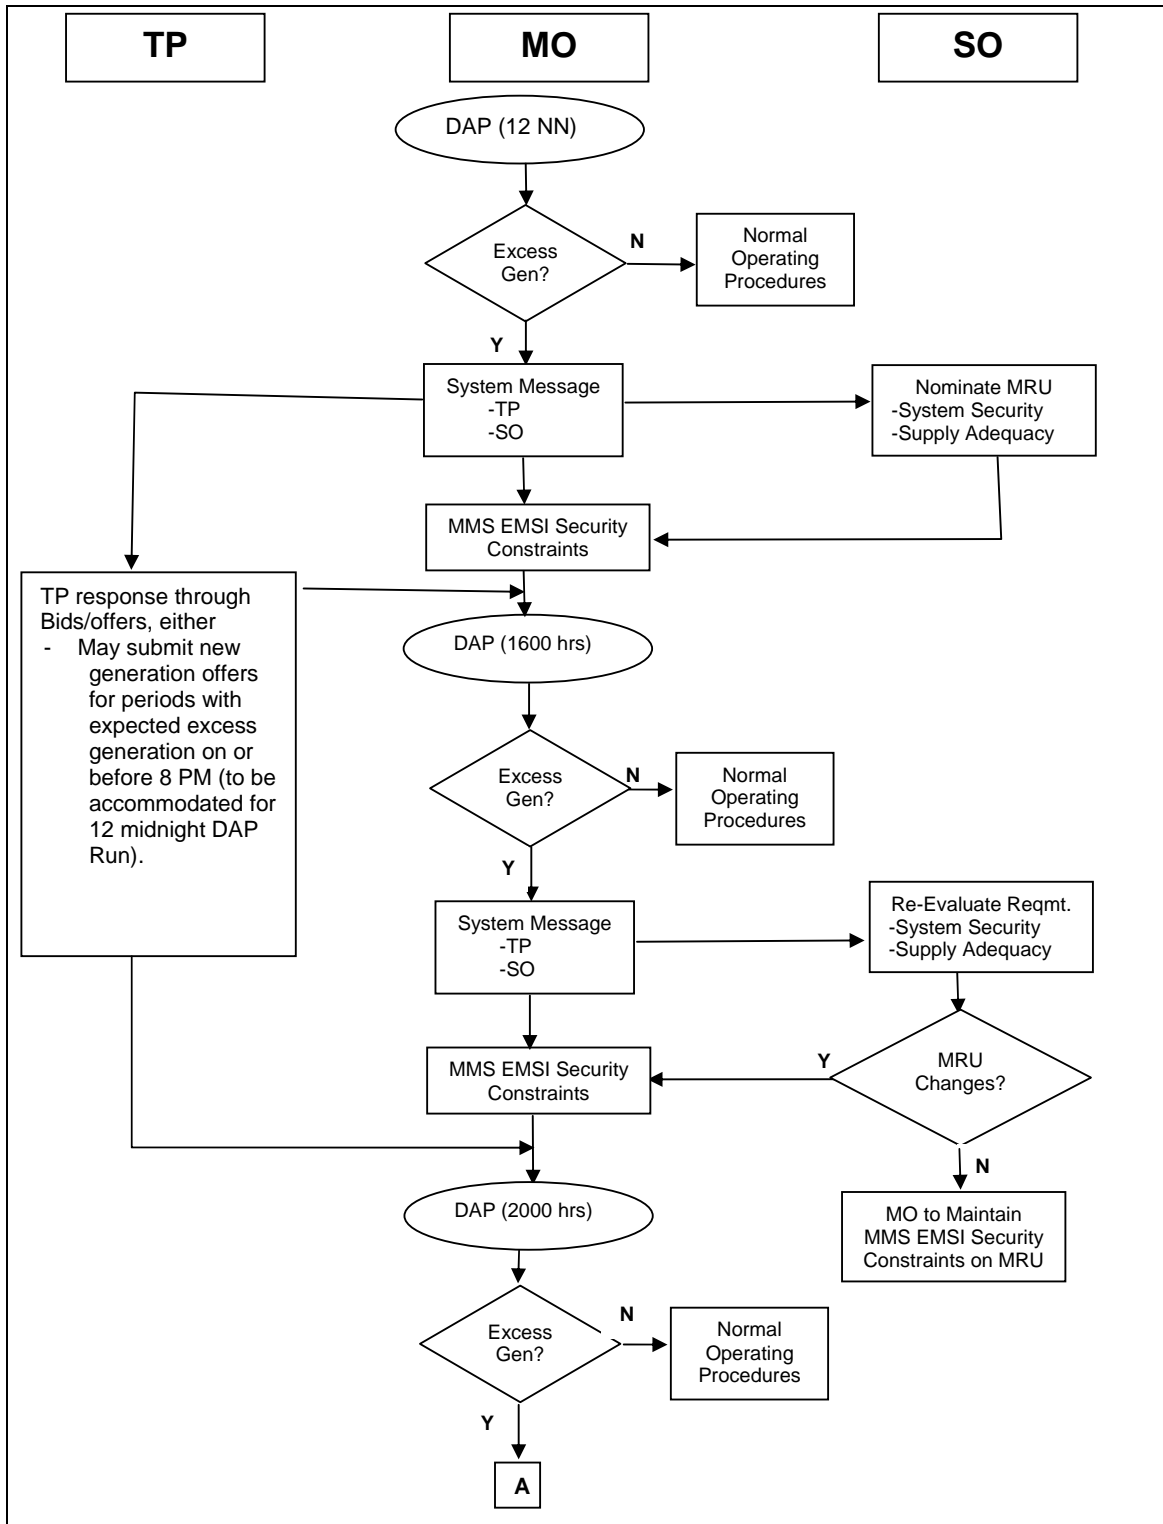 TP
MO
SO
DAP (12 NN)
Excess
Gen?
N
Normal
Operating
Procedures
Y
System Message
-TP
-SO
Nominate MRU
-System Security
-Supply Adequacy
MMS EMSI Security
Constraints
TP response through
Bids/offers, either
- May submit new
generation offers
for periods with
expected excess
generation on or
before 8 PM (to be
accommodated for
12 midnight DAP
Run).
DAP (1600 hrs)
Excess
Gen?
N
Normal
Operating
Procedures
Y
System Message
-TP
-SO
Re-Evaluate Reqmt.
-System Security
-Supply Adequacy
MMS EMSI Security
Constraints
Y
MRU
Changes?
N
MO to Maintain
MMS EMSI Security
Constraints on MRU
DAP (2000 hrs)
Excess
Gen?
N
Normal
Operating
Procedures
Y
A